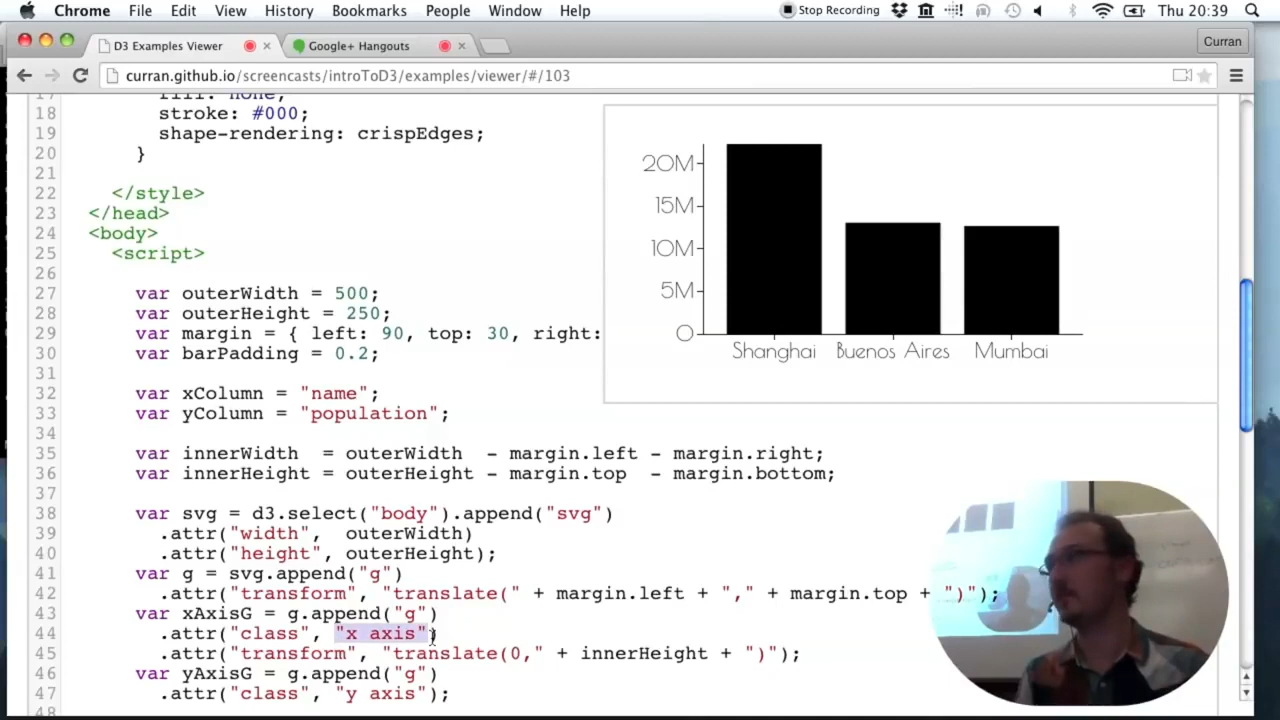 Chrome File Edit View History Bookmarks People Window Help Stop Recording Thu 20:39
D3 Examples Viewer × Google+ Hangouts × Curran
curran.github.io/screencasts/introToD3/examples/viewer/#/103
17 fill: none;
18 stroke: #000;
19 shape-rendering: crispEdges;
20 }
21
22 </style>
23 </head>
24 <body>
25 <script>
26
27 var outerWidth = 500;
28 var outerHeight = 250;
29 var margin = { left: 90, top: 30, right:
30 var barPadding = 0.2;
31
32 var xColumn = "name";
33 var yColumn = "population";
34
35 var innerWidth  = outerWidth  - margin.left - margin.right;
36 var innerHeight = outerHeight - margin.top  - margin.bottom;
37
38 var svg = d3.select("body").append("svg")
39 .attr("width",  outerWidth)
40 .attr("height", outerHeight);
41 var g = svg.append("g")
42 .attr("transform", "translate(" + margin.left + "," + margin.top + ")");
43 var xAxisG = g.append("g")
44 .attr("class", "x axis")
45 .attr("transform", "translate(0," + innerHeight + ")");
46 var yAxisG = g.append("g")
47 .attr("class", "y axis");
48
20M
15M
10M
5M
0
Shanghai Buenos Aires Mumbai